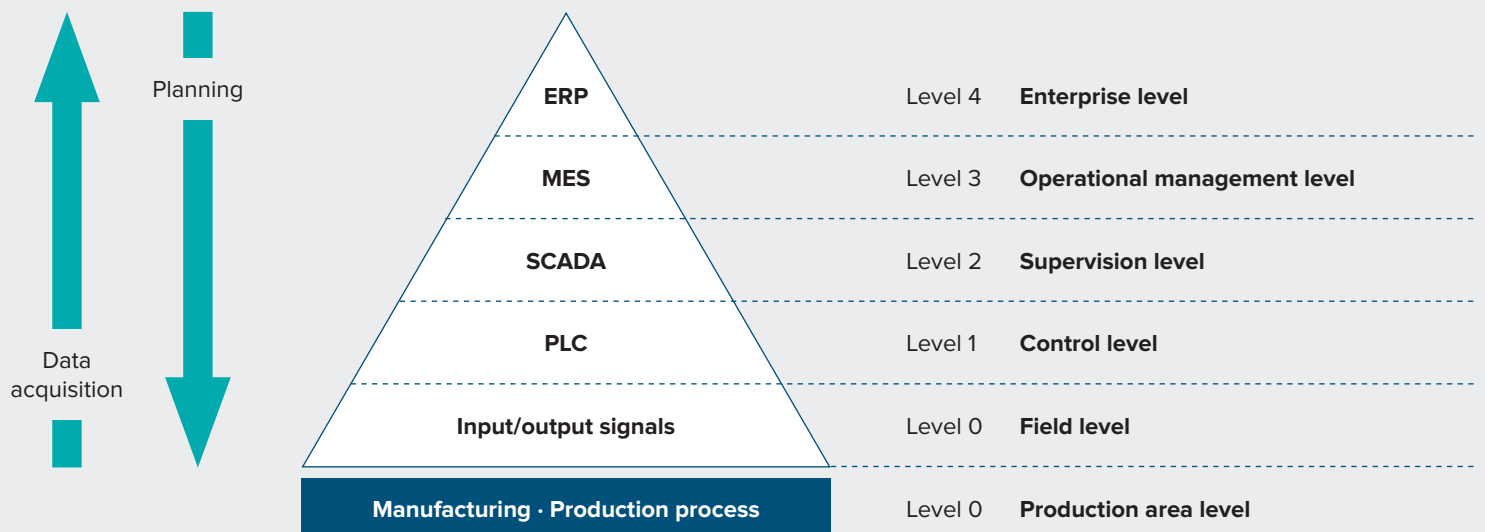 Planning
Data
acquisition
ERP
Level 4 Enterprise level
MES
Level 3 Operational management level
SCADA
Level 2 Supervision level
PLC
Level 1 Control level
Input/output signals
Level 0 Field level
Manufacturing · Production process
Level 0 Production area level